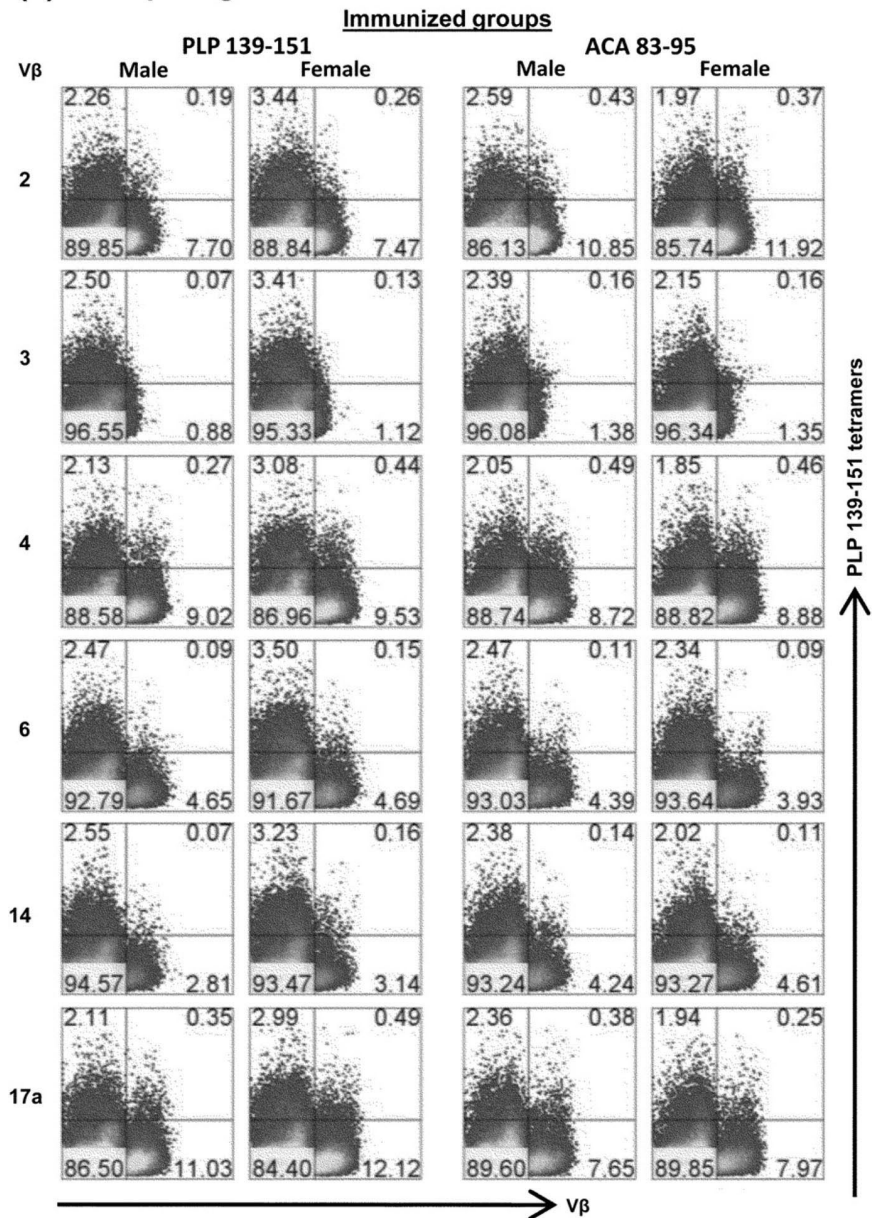 Immunized groups
PLP 139-151 ACA 83-95
Vβ Male Female Male Female
2.26 0.19 3.44 0.26 2.59 0.43 1.97 0.37
2
89.85 7.70 88.84 7.47 86.13 10.85 85.74 11.92
2.50 0.07 3.41 0.13 2.39 0.16 2.15 0.16
3
96.55 0.88 95.33 1.12 96.08 1.38 96.34 1.35
2.13 0.27 3.08 0.44 2.05 0.49 1.85 0.46
4
88.58 9.02 86.96 9.53 88.74 8.72 88.82 8.88
2.47 0.09 3.50 0.15 2.47 0.11 2.34 0.09
6
92.79 4.65 91.67 4.69 93.03 4.39 93.64 3.93
2.55 0.07 3.23 0.16 2.38 0.14 2.02 0.11
14
94.57 2.81 93.47 3.14 93.24 4.24 93.27 4.61
2.11 0.35 2.99 0.49 2.36 0.38 1.94 0.25
17a
86.50 11.03 84.40 12.12 89.60 7.65 89.85 7.97
Vβ
PLP 139-151 tetramers